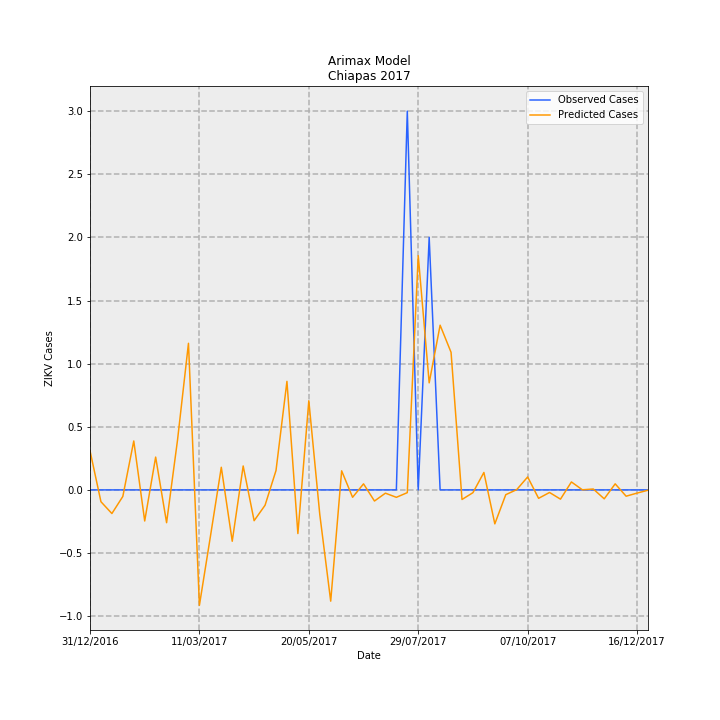 Arimax Model
Chiapas 2017
Observed Cases
Predicted Cases
ZIKV Cases
3.0
2.5
2.0
1.5
1.0
0.5
0.0
−0.5
−1.0
31/12/2016 11/03/2017 20/05/2017 29/07/2017 07/10/2017 16/12/2017
Date